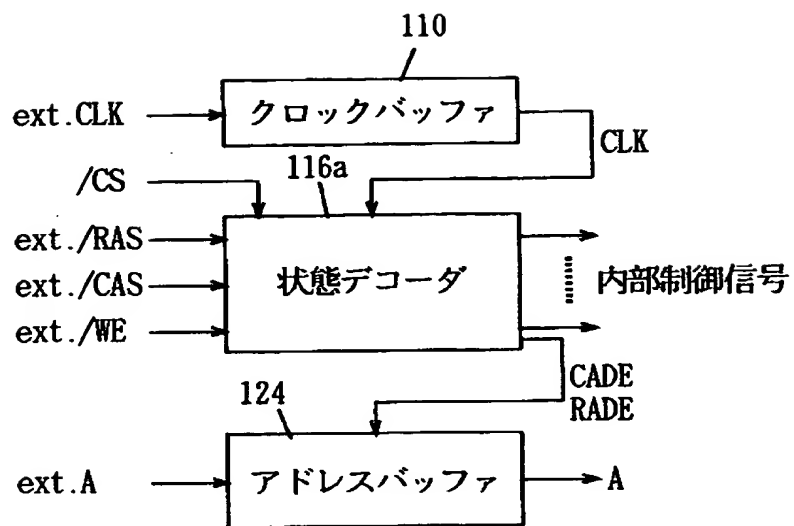 110
ext.CLK
クロックバッファ
CLK
/CS
116a
ext./RAS
ext./CAS
状態デコーダ
内部制御信号
ext./WE
CADE
RADE
124
ext.A
アドレスバッファ
A